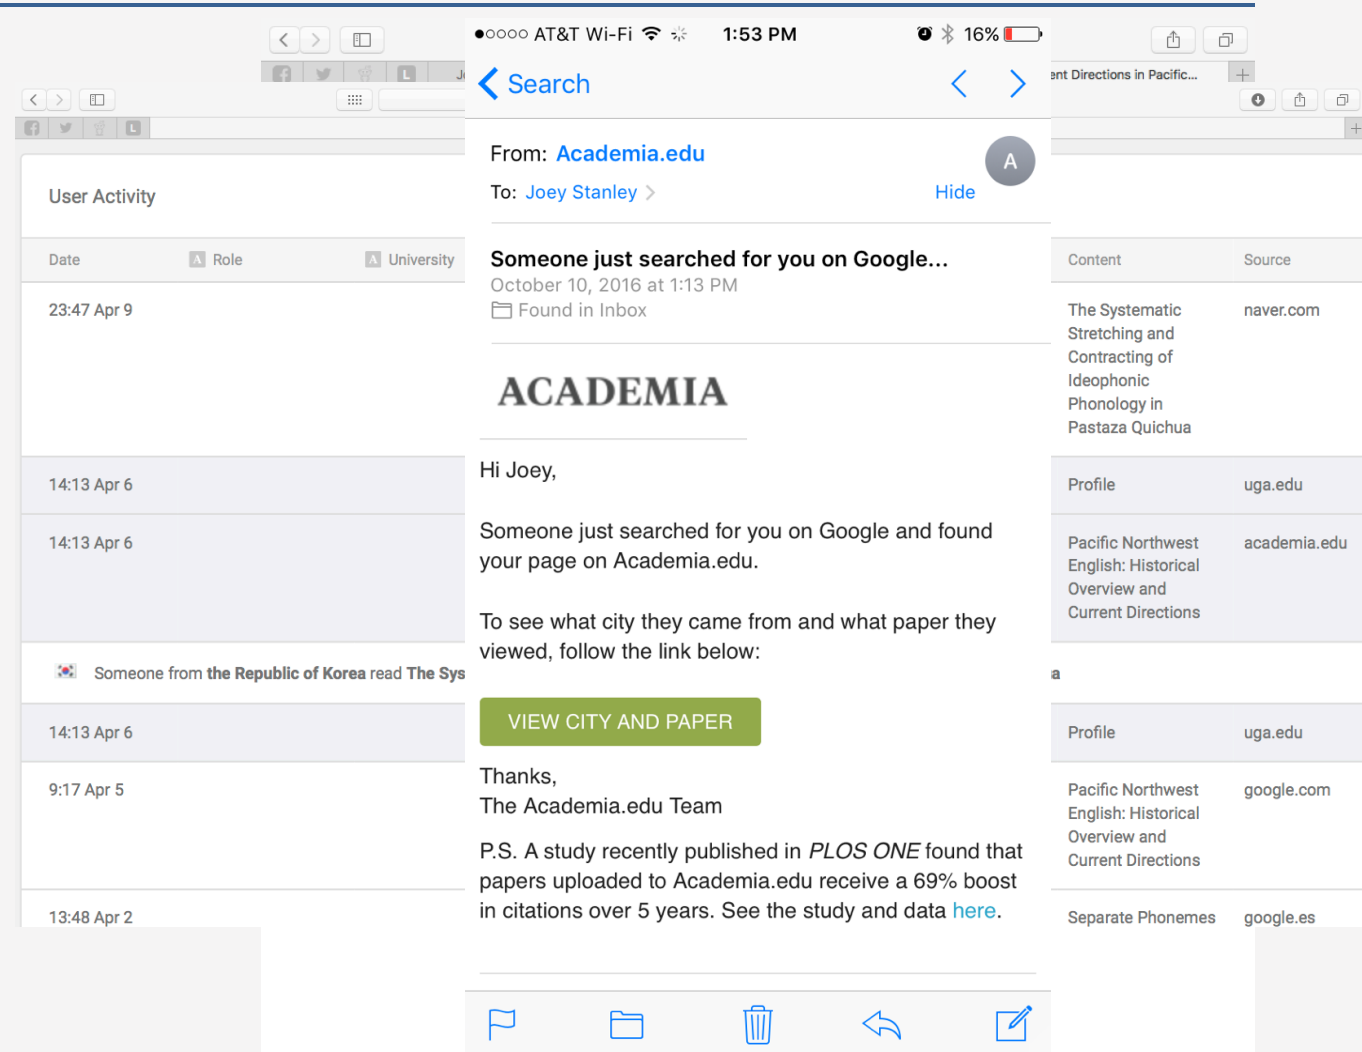 ●○○○○ AT&T Wi-Fi 1:53 PM 16%
ent Directions in Pacific...
Search
From: Academia.edu
A
To: Joey Stanley
Hide
Someone just searched for you on Google...
October 10, 2016 at 1:13 PM
Found in Inbox
ACADEMIA
Hi Joey,
Someone just searched for you on Google and found
your page on Academia.edu.
To see what city they came from and what paper they
viewed, follow the link below:
VIEW CITY AND PAPER
Thanks,
The Academia.edu Team
P.S. A study recently published in PLOS ONE found that
papers uploaded to Academia.edu receive a 69% boost
in citations over 5 years. See the study and data here.
L
L
User Activity
Date A Role A University Content Source
23:47 Apr 9
The Systematic
Stretching and
Contracting of
Ideophonic
Phonology in
Pastaza Quichua
naver.com
14:13 Apr 6 Profile uga.edu
14:13 Apr 6
Pacific Northwest
English: Historical
Overview and
Current Directions
academia.edu
Someone from the Republic of Korea read The Sys
a
14:13 Apr 6 Profile uga.edu
9:17 Apr 5
Pacific Northwest
English: Historical
Overview and
Current Directions
google.com
13:48 Apr 2 Separate Phonemes google.es